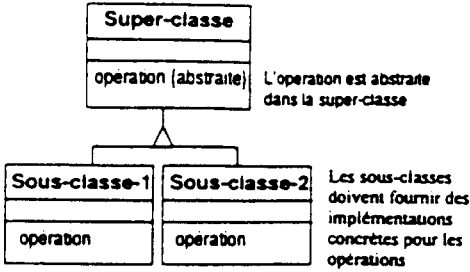 Super-classe
opération (abstraite)
L'operation est abstraite
dans la super-classe
Sous-classe-1
Sous-classe-2
opération
opération
Les sous-classes
doivent fournir des
implémentations
concrètes pour les
opérations